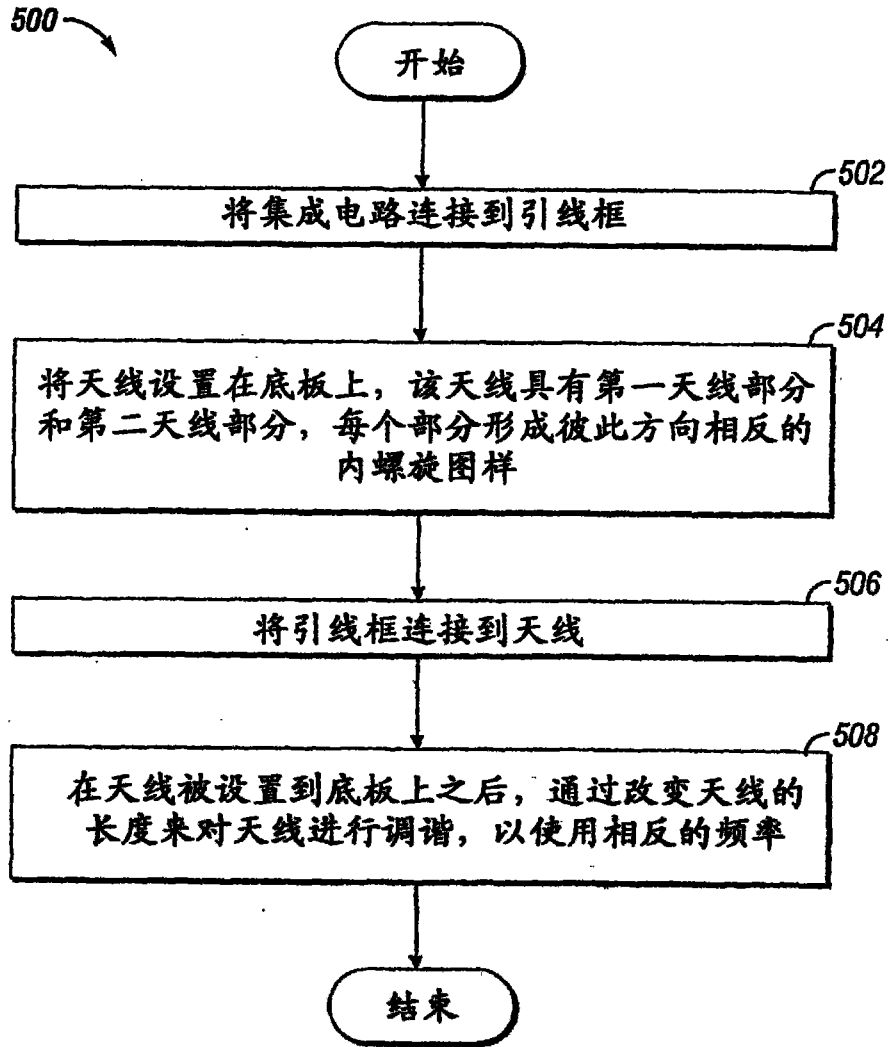 500
开始
502
将集成电路连接到引线框
504
将天线设置在底板上，该天线具有第一天线部分
和第二天线部分，每个部分形成彼此方向相反的
内螺旋图样
506
将引线框连接到天线
508
在天线被设置到底板上之后，通过改变天线的
长度来对天线进行调谐，以使用相反的频率
结束